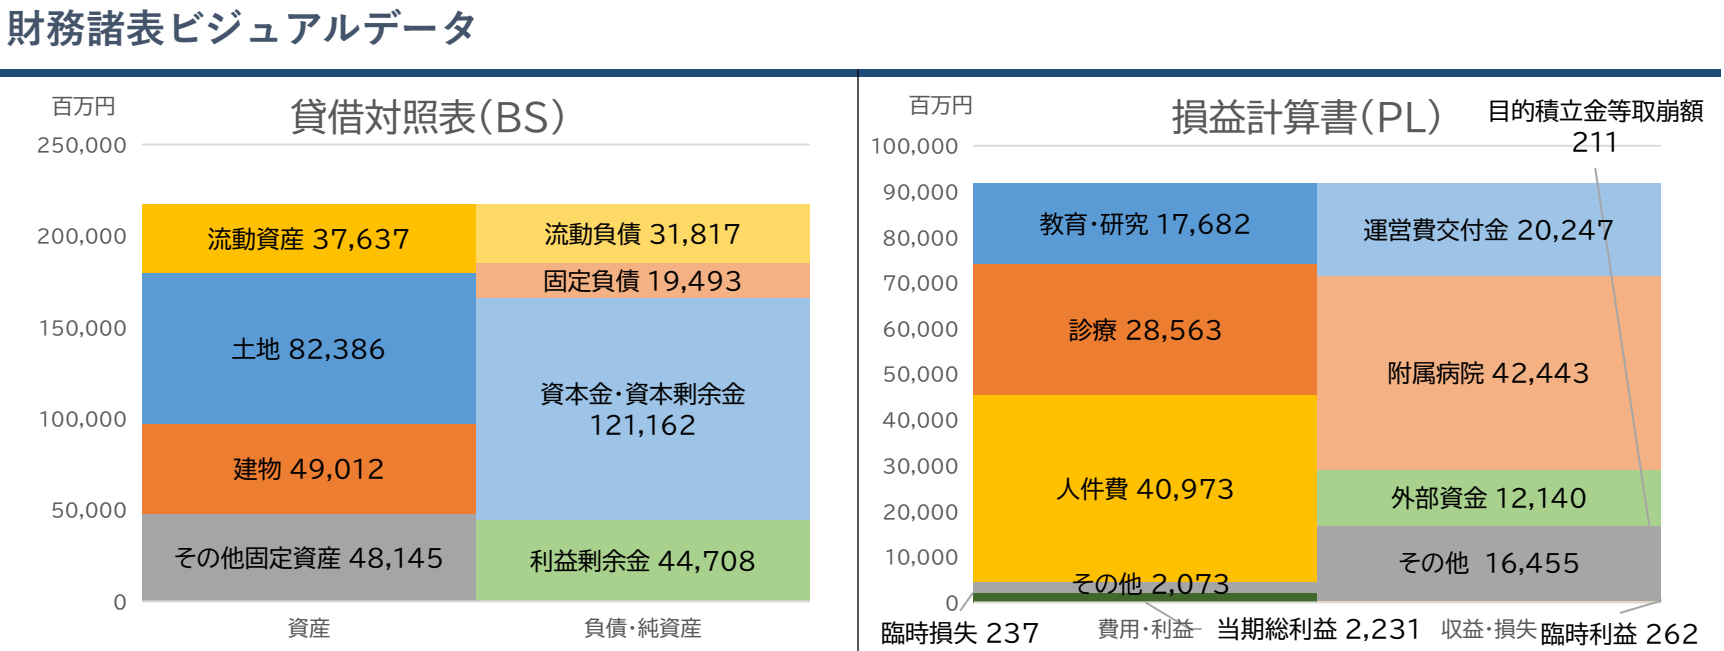 財務諸表ビジュアルデータ
百万円
貸借対照表(BS)
250,000
200,000
150,000
100,000
50,000
0
流動資産 37,637
土地 82,386
建物 49,012
その他固定資産 48,145
流動負債 31,817
固定負債 19,493
資本金・資本剰余金
121,162
利益剰余金 44,708
資産
負債・純資産
百万円
損益計算書(PL)
目的積立金等取崩額
211
100,000
90,000
80,000
70,000
60,000
50,000
40,000
30,000
20,000
10,000
0
教育・研究 17,682
診療 28,563
人件費 40,973
その他 2,073
運営費交付金 20,247
附属病院 42,443
外部資金 12,140
その他 16,455
臨時損失 237
費用・利益
当期総利益 2,231
収益・損失
臨時利益 262